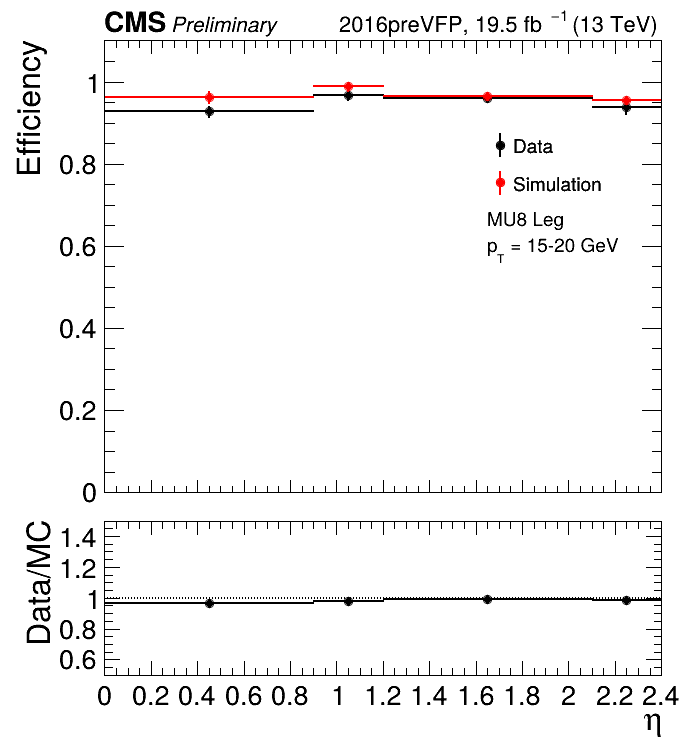 CMS Preliminary 2016preVFP, 19.5 fb⁻¹ (13 TeV)
Efficiency
1
0.8
0.6
0.4
0.2
0
Data
Simulation
MU8 Leg
p_T = 15-20 GeV
Data/MC
1.4
1.2
1
0.8
0.6
0 0.2 0.4 0.6 0.8 1 1.2 1.4 1.6 1.8 2 2.2 2.4
η